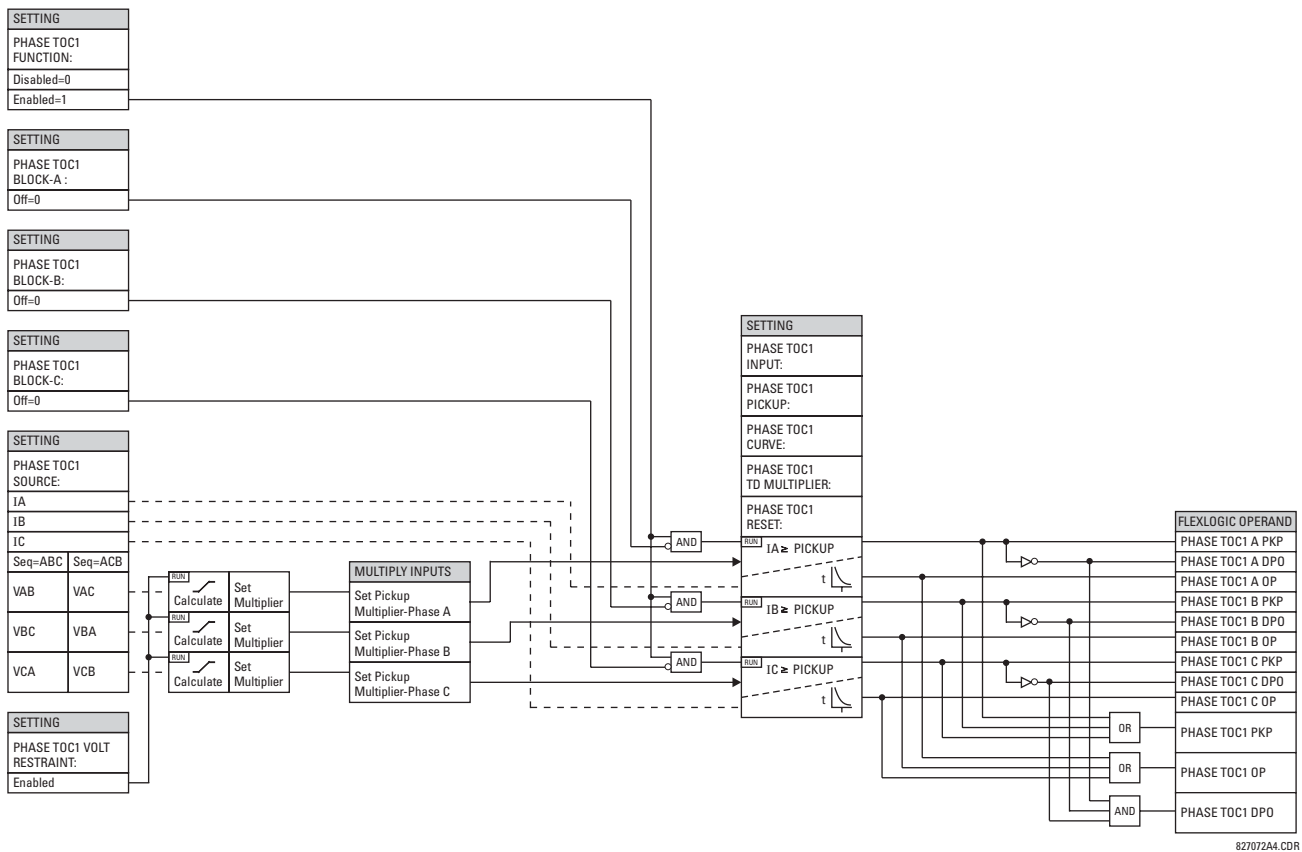 SETTING
PHASE TOC1
FUNCTION:
Disabled=0
Enabled=1
SETTING
PHASE TOC1
BLOCK-A :
Off=0
SETTING
PHASE TOC1
BLOCK-B:
Off=0
SETTING
PHASE TOC1
BLOCK-C:
Off=0
SETTING
PHASE TOC1
SOURCE:
IA
IB
IC
Seq=ABC Seq=ACB
VAB VAC
VBC VBA
VCA VCB
SETTING
PHASE TOC1 VOLT
RESTRAINT:
Enabled
RUN
Calculate
Set
Multiplier
RUN
Calculate
Set
Multiplier
RUN
Calculate
Set
Multiplier
MULTIPLY INPUTS
Set Pickup
Multiplier-Phase A
Set Pickup
Multiplier-Phase B
Set Pickup
Multiplier-Phase C
AND
AND
AND
SETTING
PHASE TOC1
INPUT:
PHASE TOC1
PICKUP:
PHASE TOC1
CURVE:
PHASE TOC1
TD MULTIPLIER:
PHASE TOC1
RESET:
RUN
IA ≥ PICKUP
t
RUN
IB ≥ PICKUP
t
RUN
IC ≥ PICKUP
t
OR
OR
AND
FLEXLOGIC OPERAND
PHASE TOC1 A PKP
PHASE TOC1 A DPO
PHASE TOC1 A OP
PHASE TOC1 B PKP
PHASE TOC1 B DPO
PHASE TOC1 B OP
PHASE TOC1 C PKP
PHASE TOC1 C DPO
PHASE TOC1 C OP
PHASE TOC1 PKP
PHASE TOC1 OP
PHASE TOC1 DPO
827072A4.CDR